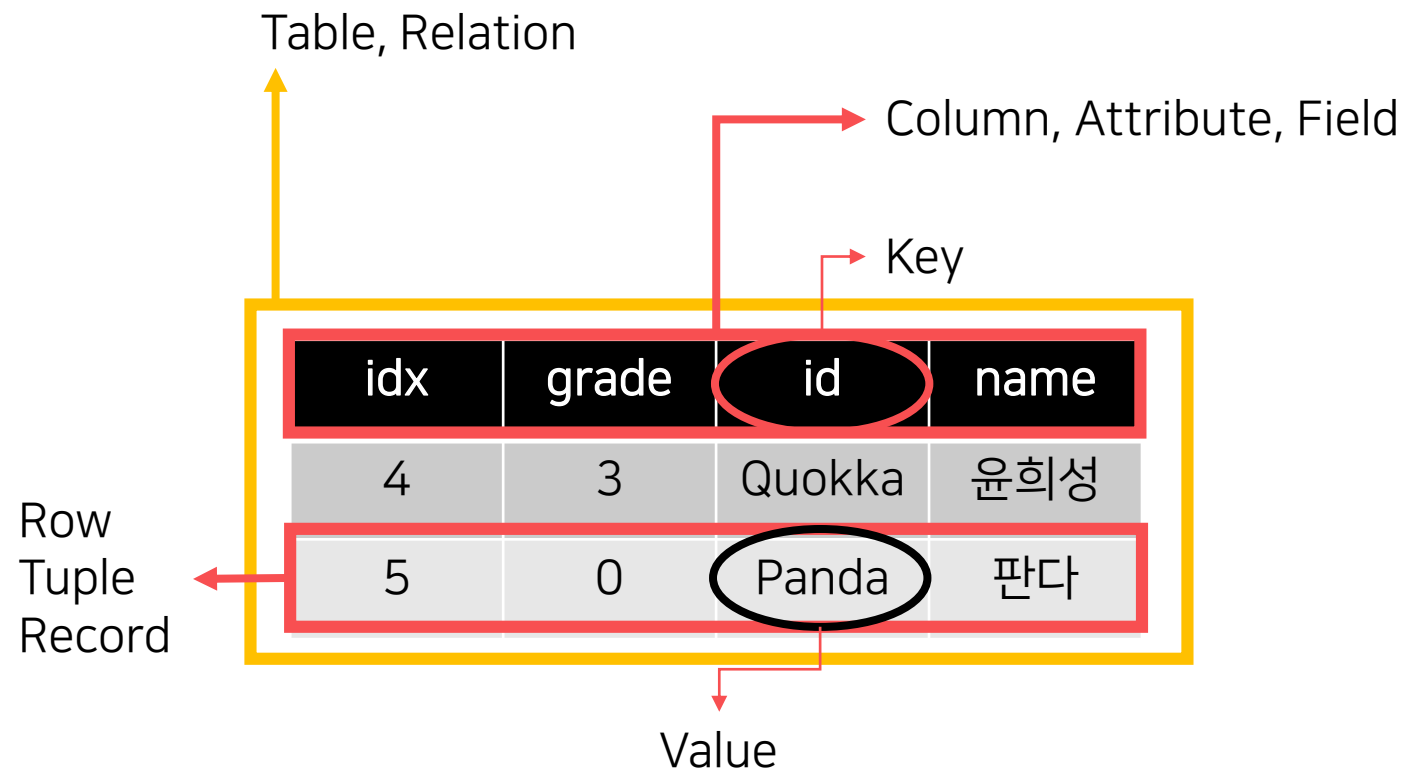 Table, Relation
Column, Attribute, Field
Key
idx grade id name
4 3 Quokka 윤희성
Row
Tuple
Record
5 0 Panda 판다
Value